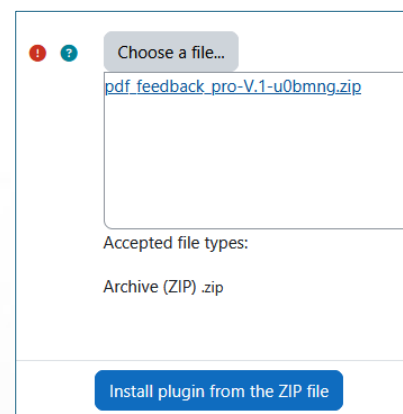 Choose a file...
pdf_feedback_pro-V.1-u0bmng.zip
Accepted file types:
Archive (ZIP) .zip
Install plugin from the ZIP file